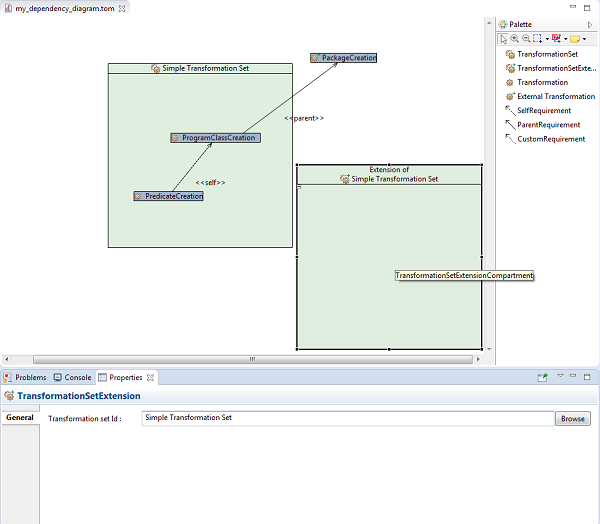 my_dependency_diagram.tom
Palette
TransformationSet
TransformationSetExte...
Transformation
External Transformation
SelfRequirement
ParentRequirement
CustomRequirement
PackageCreation
Simple Transformation Set
<<parent>>
ProgramClassCreation
<<self>>
PredicateCreation
Extension of
Simple Transformation Set
TransformationSetExtensionCompartment
Problems
Console
Properties
TransformationSetExtension
General
Transformation set Id :
Simple Transformation Set
Browse